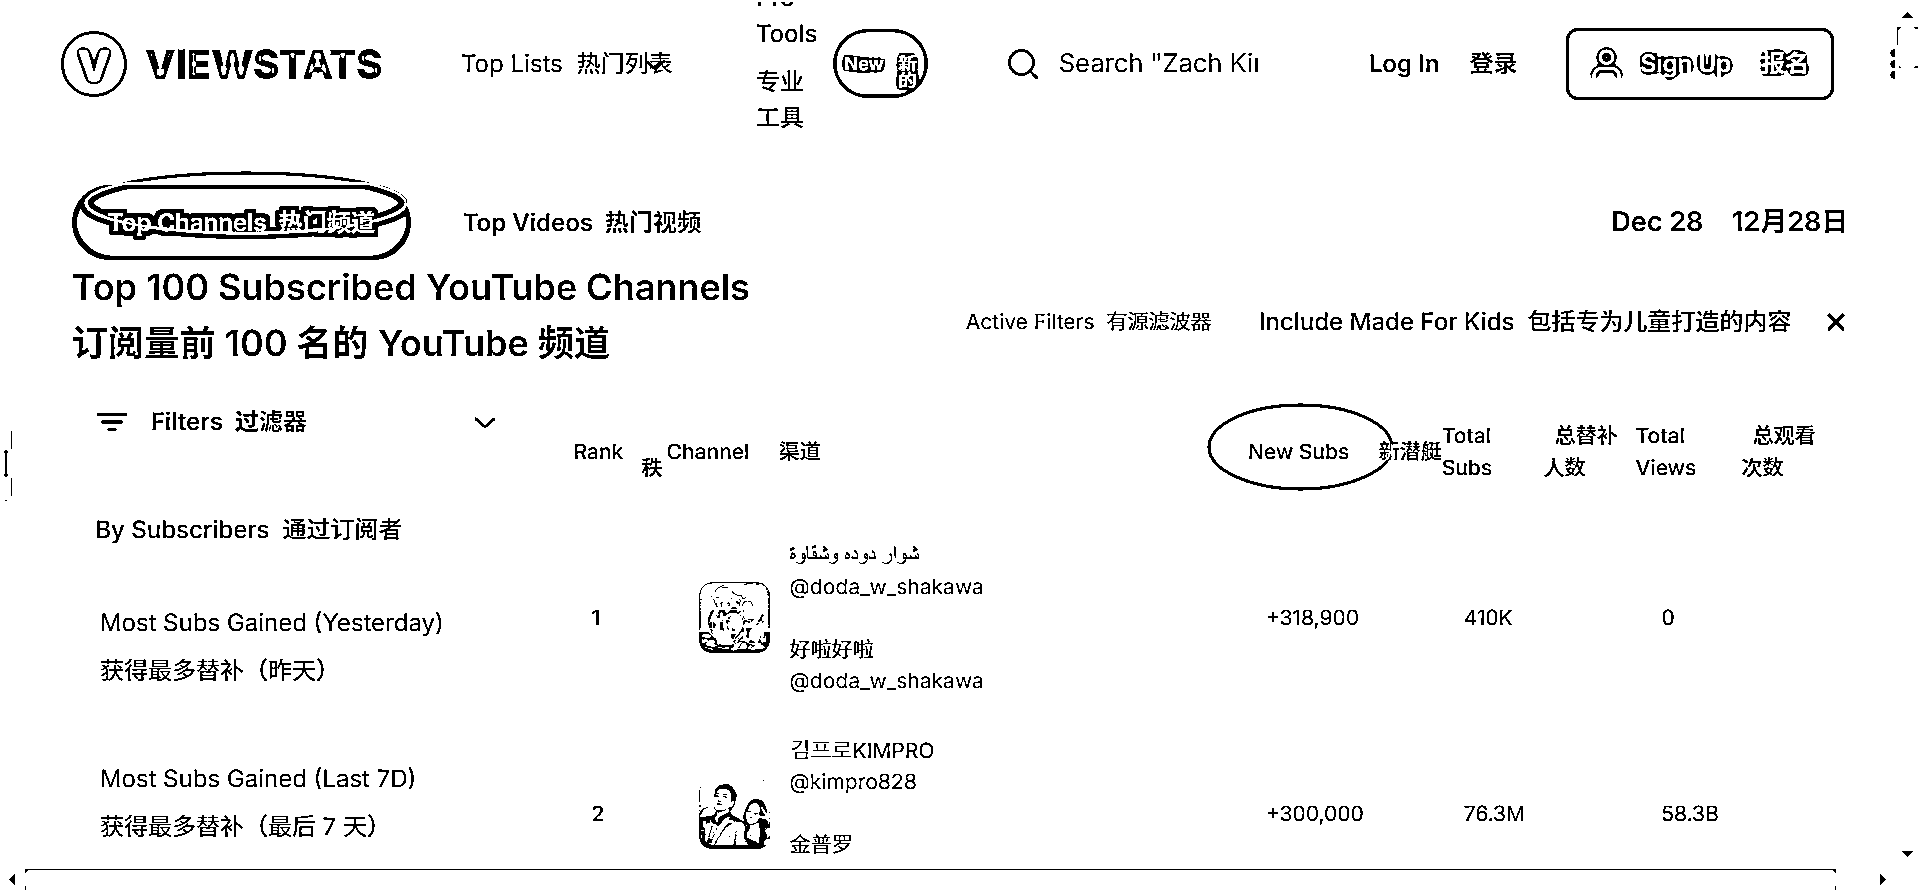 VIEWSTATS
Top Lists 热门列表
Tools
专业
工具
New 新的
Search "Zach Kin
Log In 登录
Sign Up 报名
Top Channels 热门频道
Top Videos 热门视频
Dec 28 12月28日
Top 100 Subscribed YouTube Channels
订阅量前 100 名的 YouTube 频道
Active Filters 有源滤波器
Include Made For Kids 包括专为儿童打造的内容
Filters 过滤器
Rank 秩
Channel 渠道
New Subs 新潜艇
Total Subs 总替补人数
Total Views 总观看次数
By Subscribers 通过订阅者
Most Subs Gained (Yesterday)
获得最多替补（昨天）
Most Subs Gained (Last 7D)
获得最多替补（最后 7 天）
1
شوار دوده وشقاوة
@doda_w_shakawa
好啦好啦
@doda_w_shakawa
+318,900
410K
0
2
김프로KIMPRO
@kimpro828
金普罗
+300,000
76.3M
58.3B